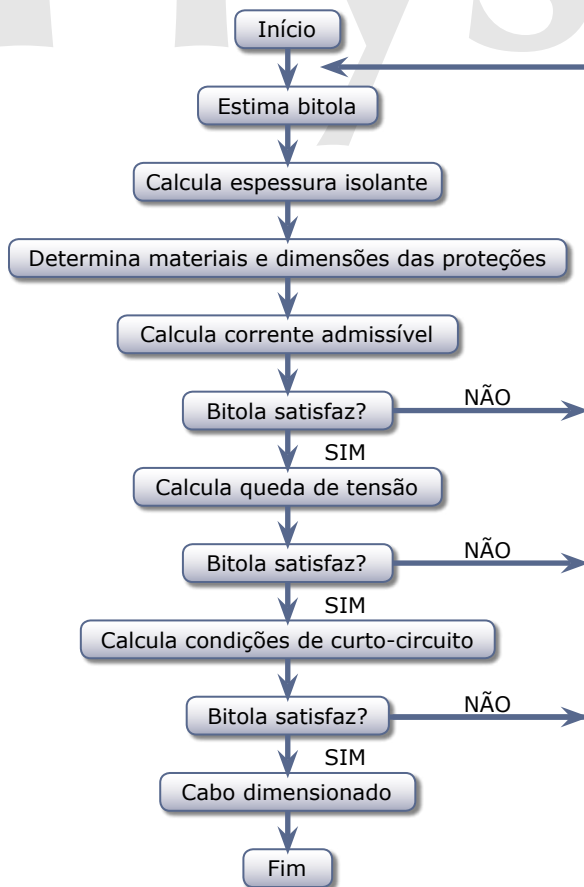 Início
Estima bitola
Calcula espessura isolante
Determina materiais e dimensões das proteções
Calcula corrente admissível
Bitola satisfaz?
NÃO
SIM
Calcula queda de tensão
Bitola satisfaz?
NÃO
SIM
Calcula condições de curto-circuito
Bitola satisfaz?
NÃO
SIM
Cabo dimensionado
Fim